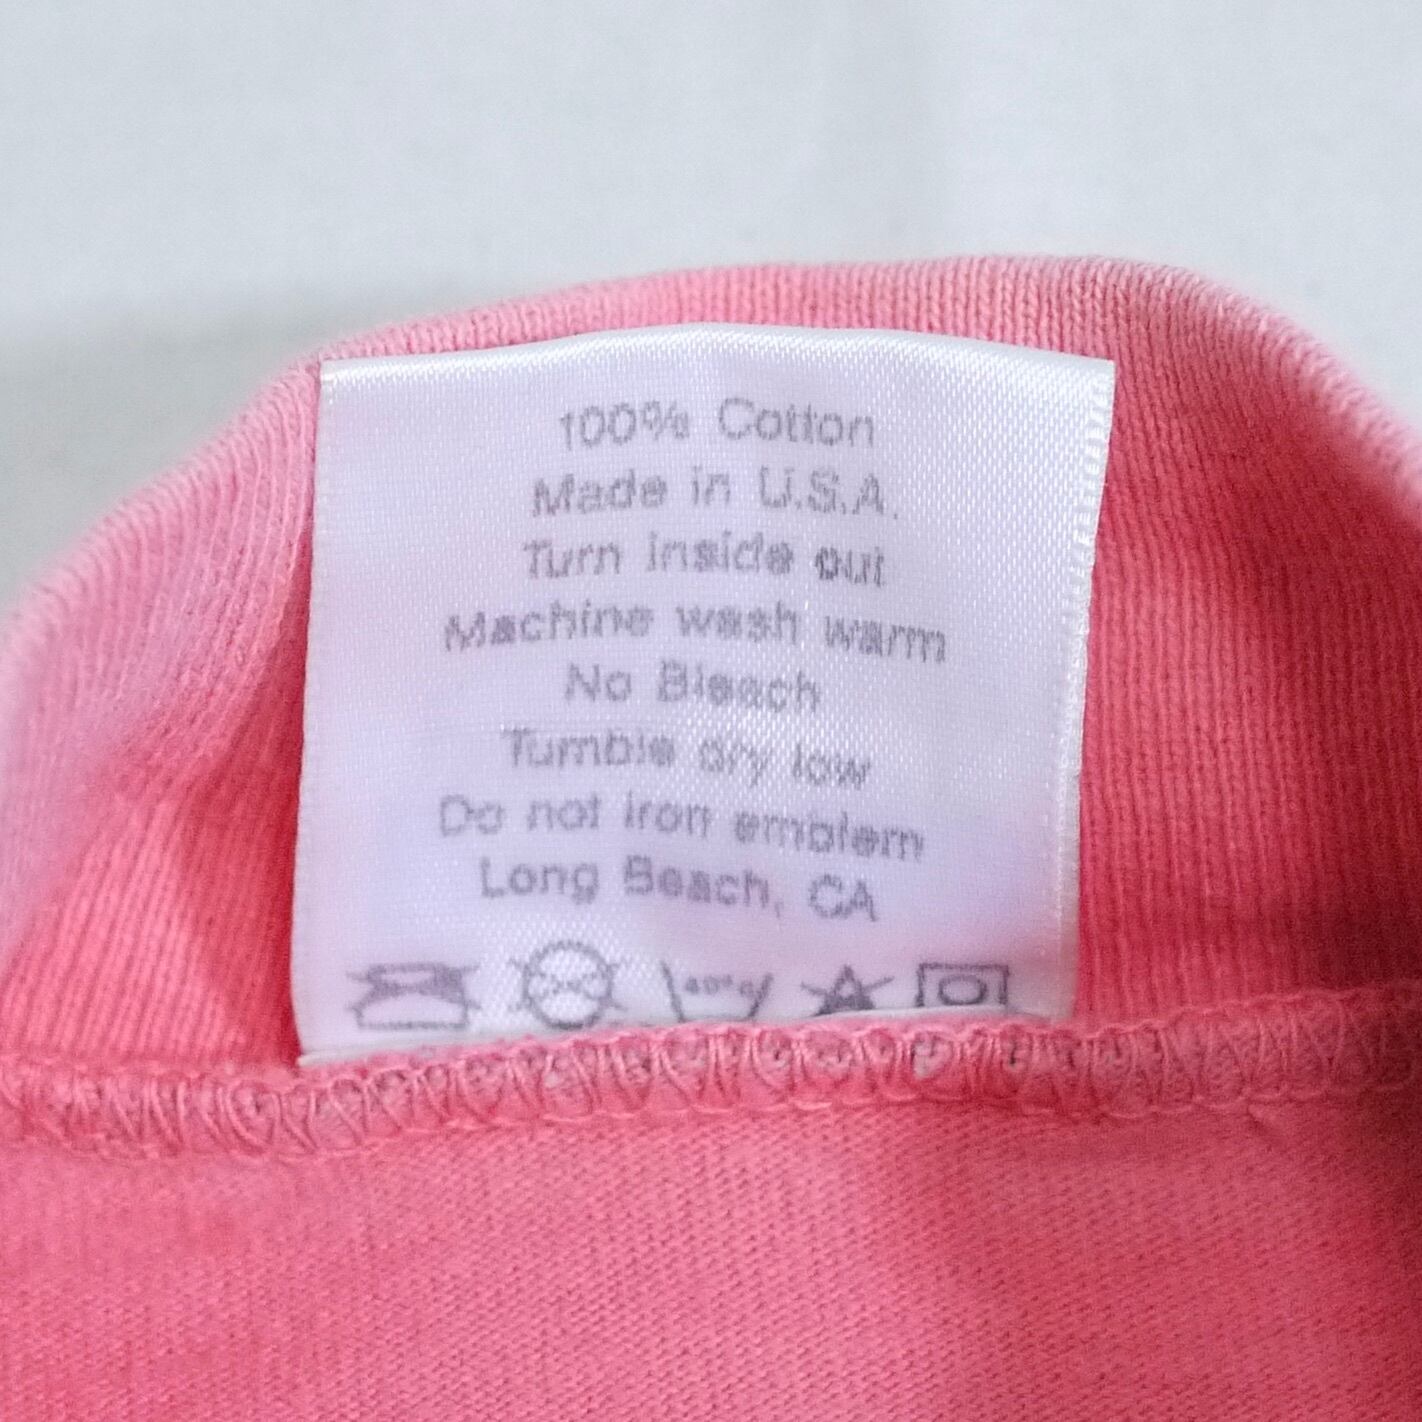 100% Cotton
Made in U.S.A.
Turn inside out
Machine wash warm
No Bleach
Tumble dry low
Do not iron emblem
Long Beach, CA
40°c